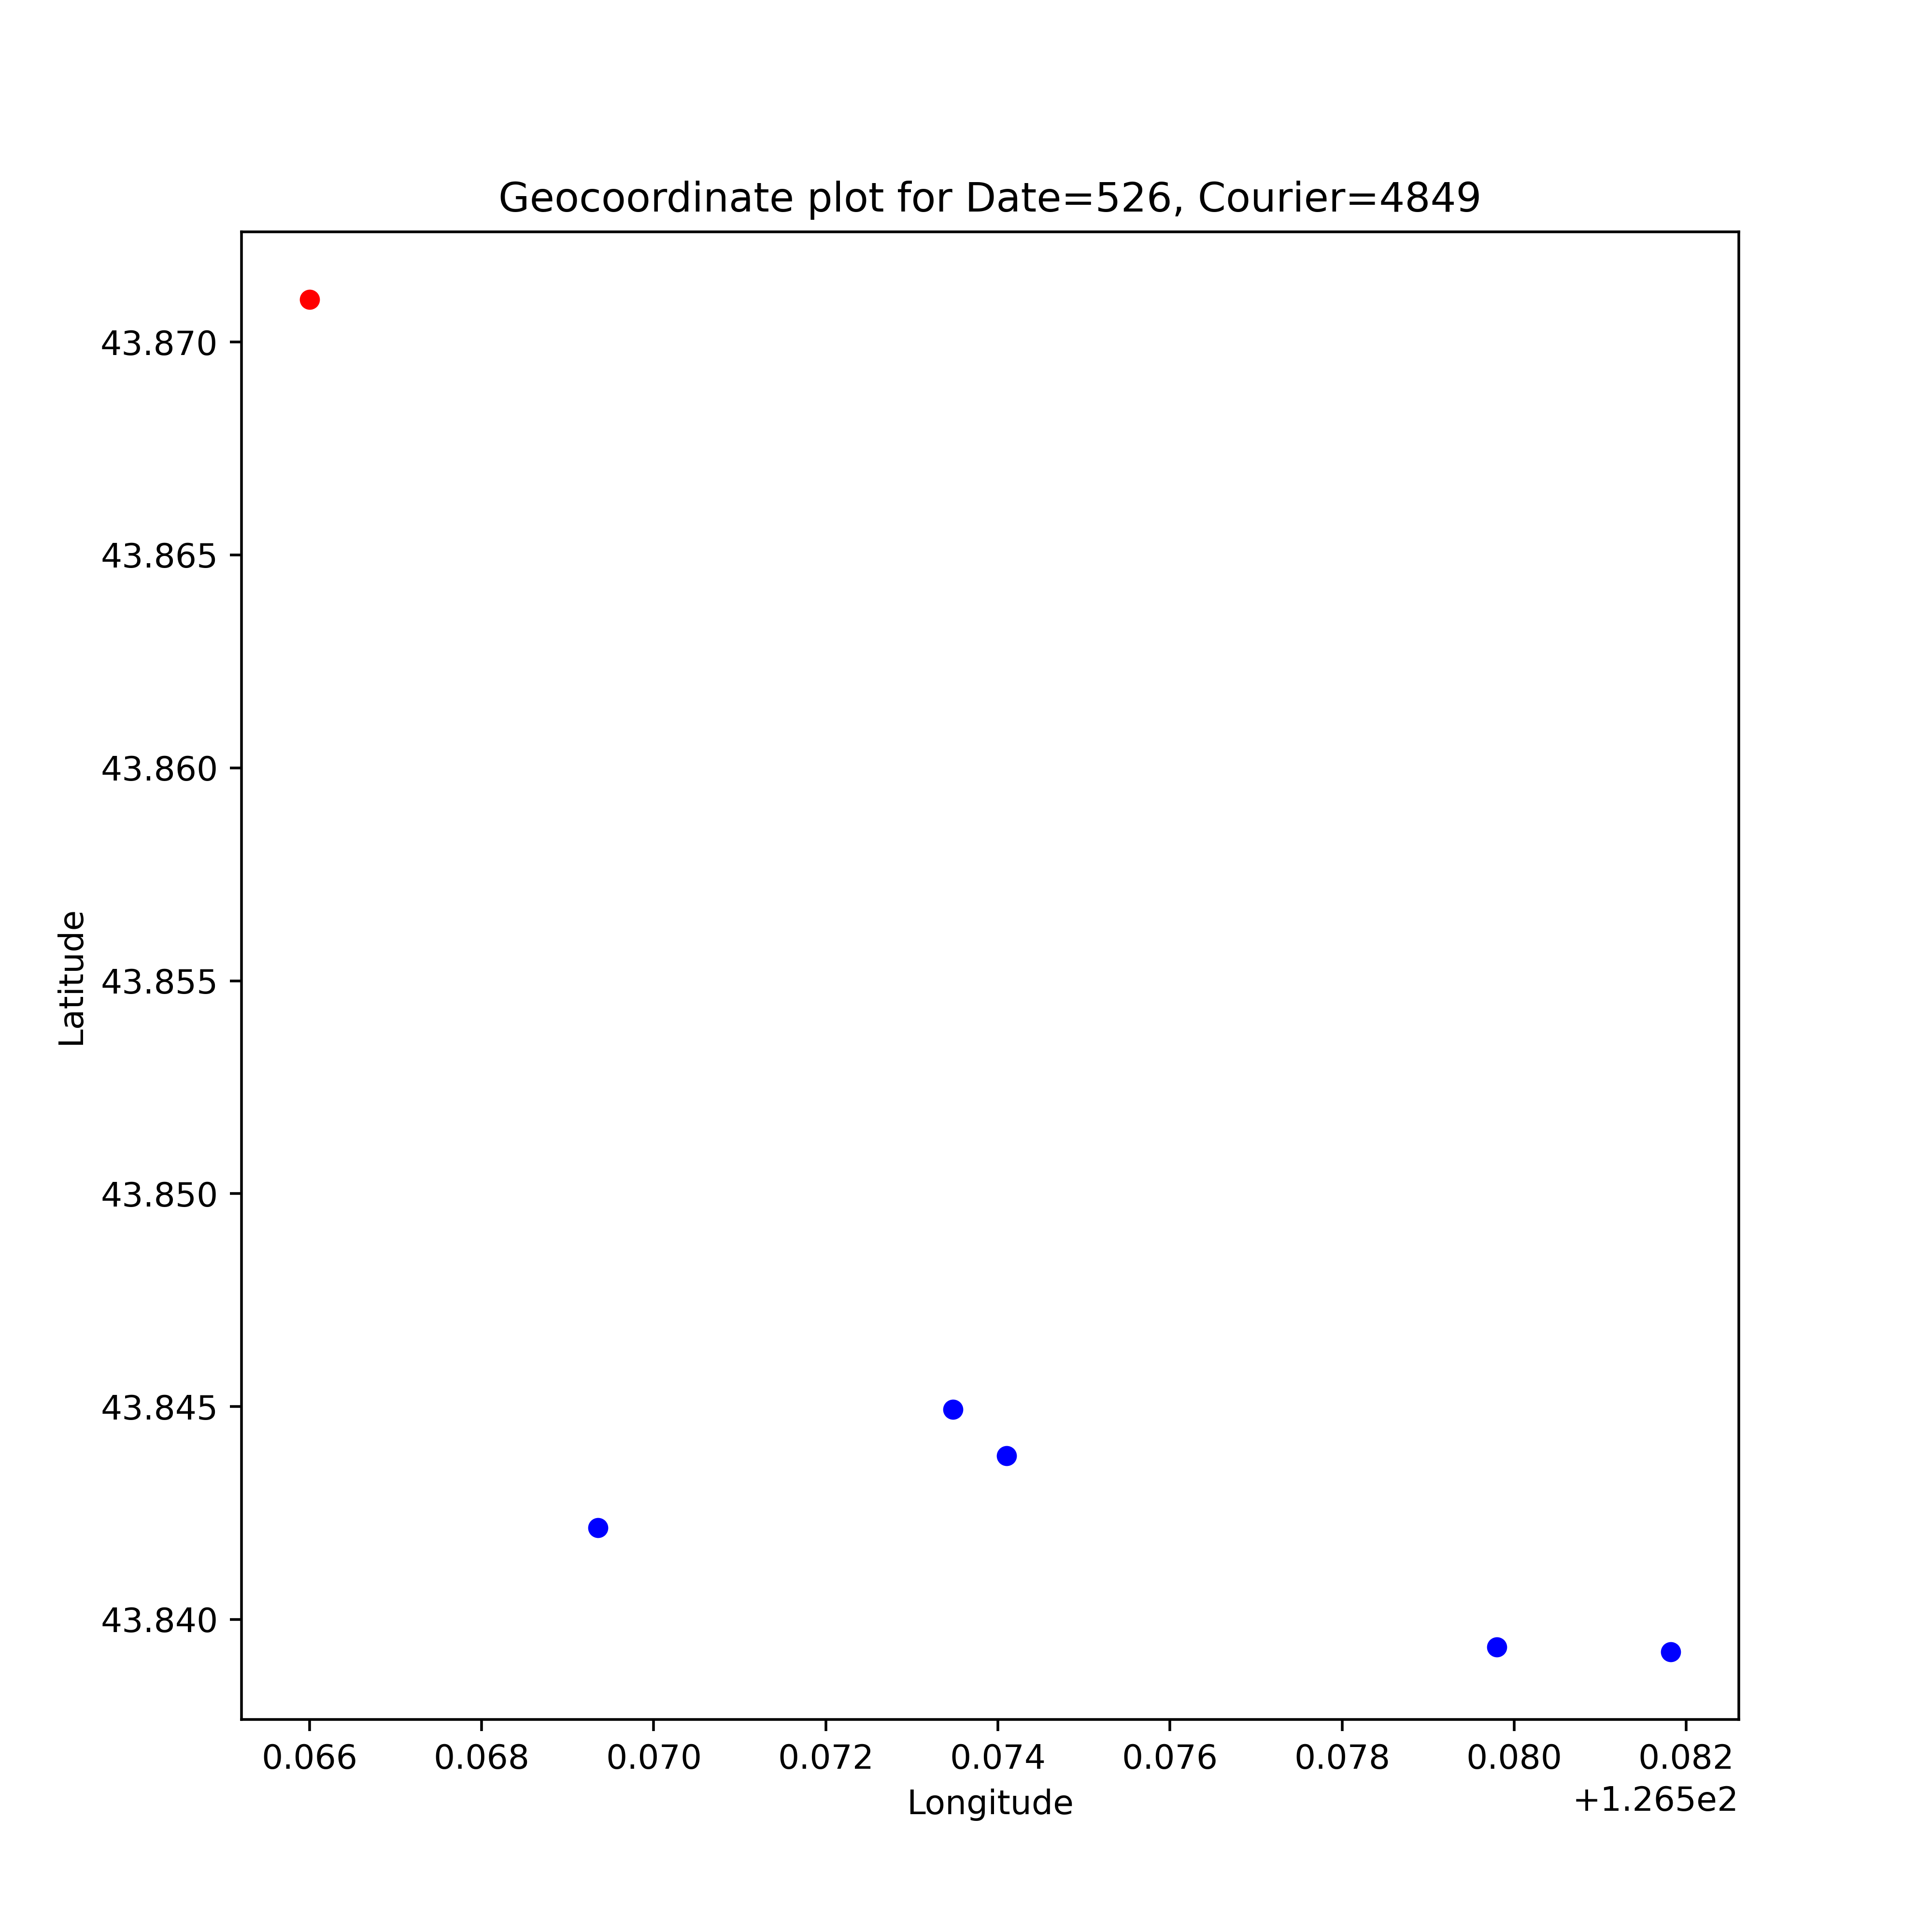 Geocoordinate plot for Date=526, Courier=4849
43.870
43.865
43.860
43.855
43.850
43.845
43.840
Latitude
0.066 0.068 0.070 0.072 0.074 0.076 0.078 0.080 0.082
+1.265e2
Longitude